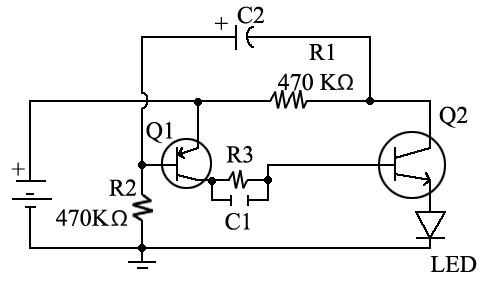 + C2
R1
470 KΩ
Q1
Q2
R3
+
R2
470KΩ
C1
LED